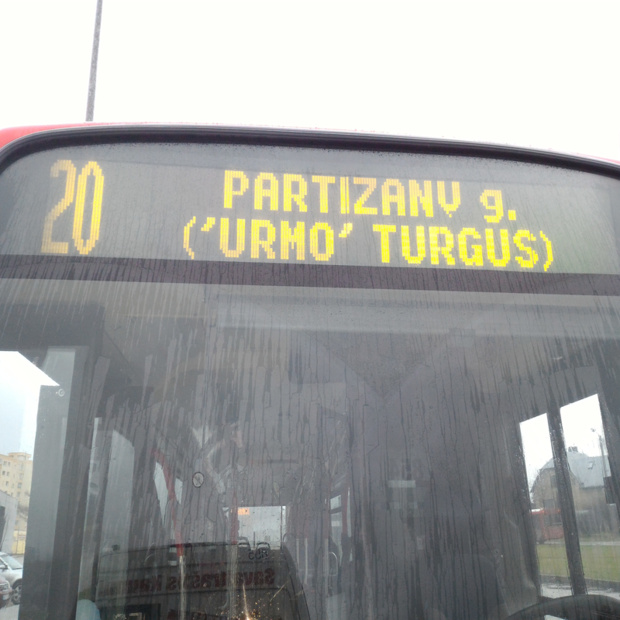 20
PARTIZANŲ g.
('URMO' TURGUS)